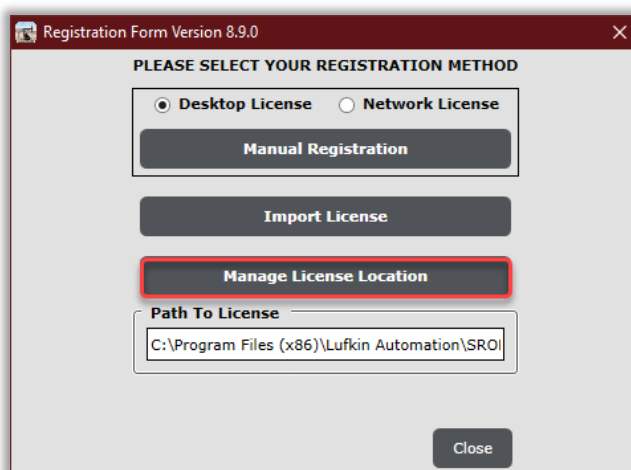 Registration Form Version 8.9.0
PLEASE SELECT YOUR REGISTRATION METHOD
Desktop License Network License
Manual Registration
Import License
Manage License Location
Path To License
C:\Program Files (x86)\Lufkin Automation\SRO
Close